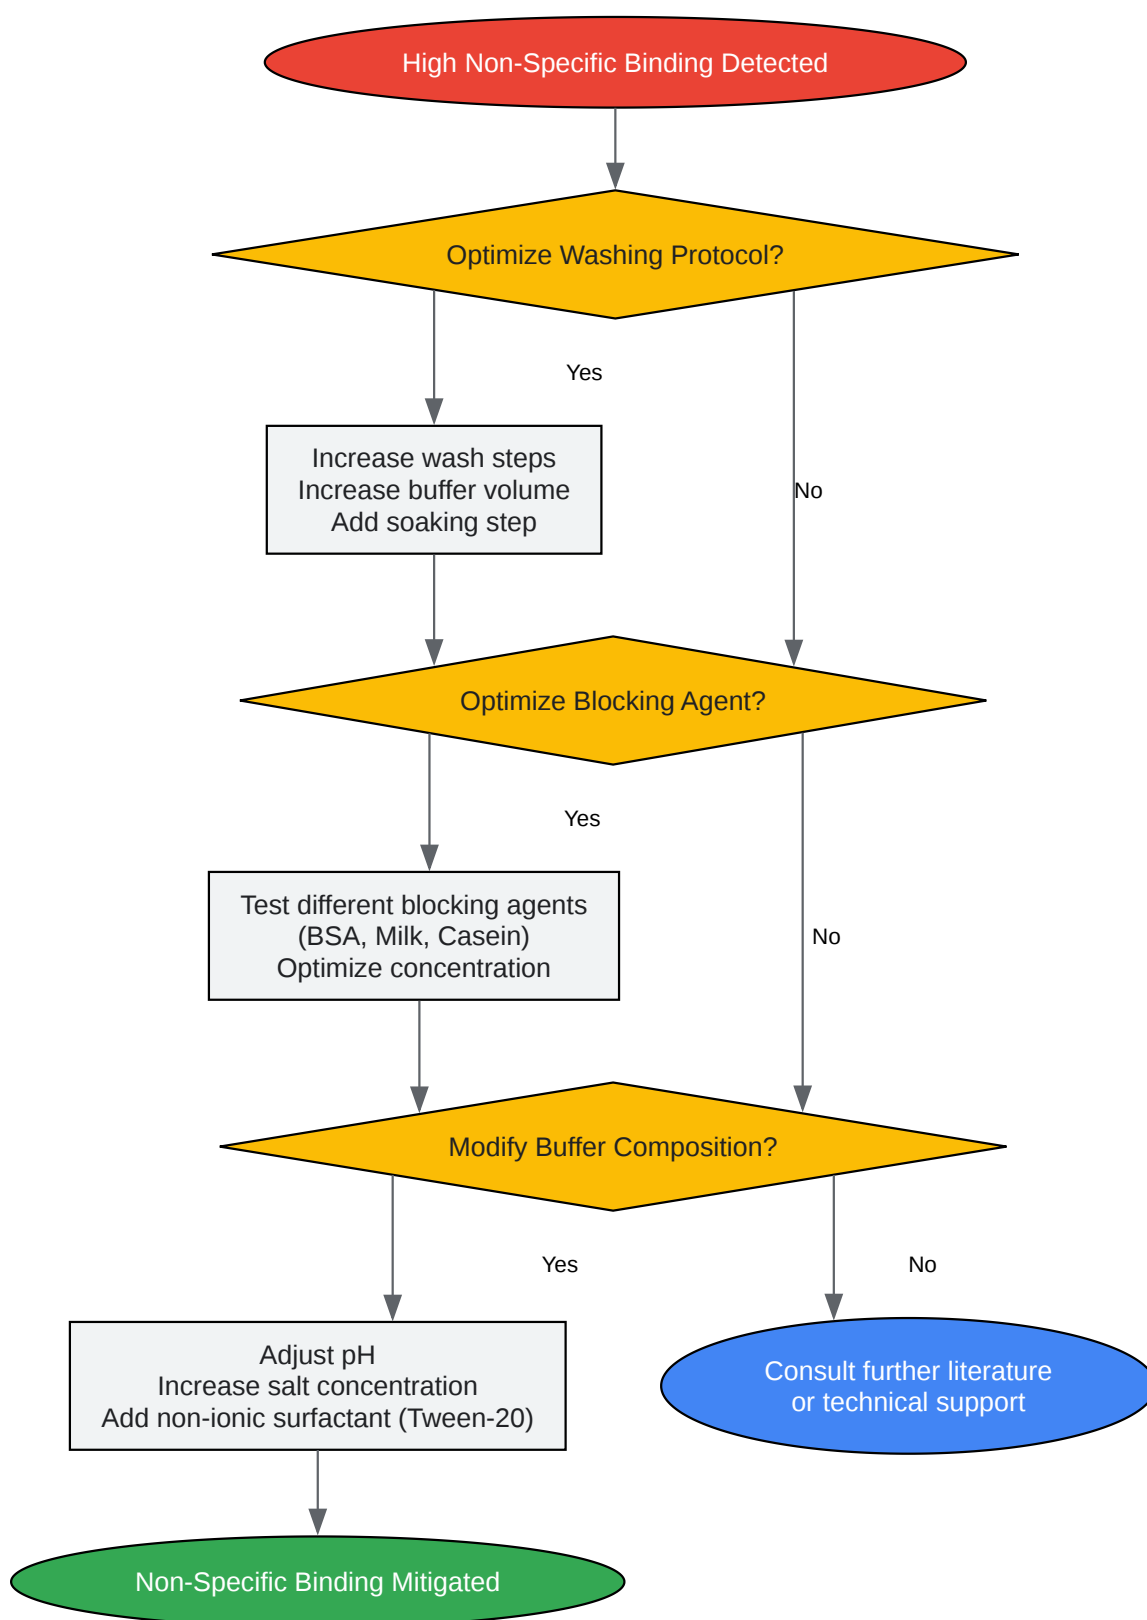 High Non-Specific Binding Detected
Optimize Washing Protocol?
Yes
Increase wash steps
Increase buffer volume
Add soaking step
No
Optimize Blocking Agent?
Yes
Test different blocking agents
(BSA, Milk, Casein)
Optimize concentration
No
Modify Buffer Composition?
Yes
No
Adjust pH
Increase salt concentration
Add non-ionic surfactant (Tween-20)
Consult further literature
or technical support
Non-Specific Binding Mitigated